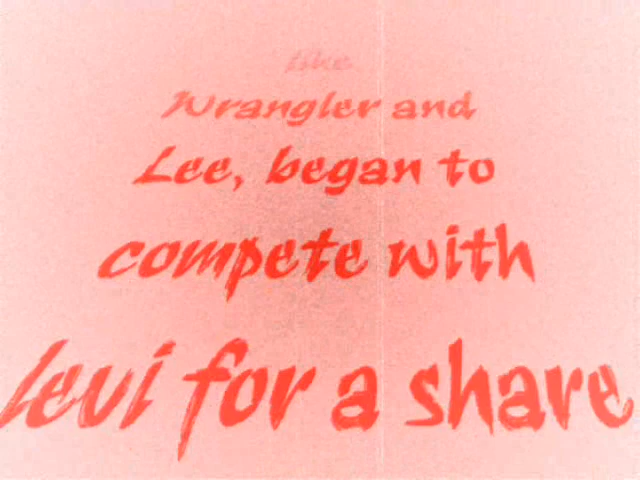 like
Wrangler and
Lee, began to
compete with
levi for a share